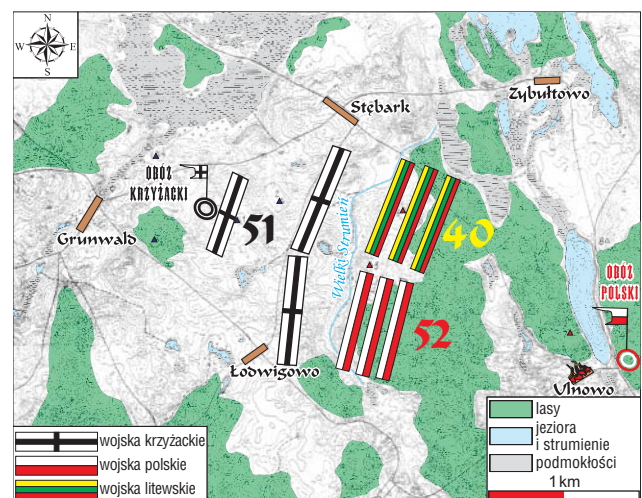 N
W E
S
Stębark
Zybułtowo
OBÓZ
KRZYŻACKI
Grunwald
51
Wielki Strumień
40
OBÓZ
POLSKI
52
Łodwigowo
Ulnowo
wojska krzyżackie
wojska polskie
wojska litewskie
lasy
jeziora
i strumienie
podmokłości
1 km